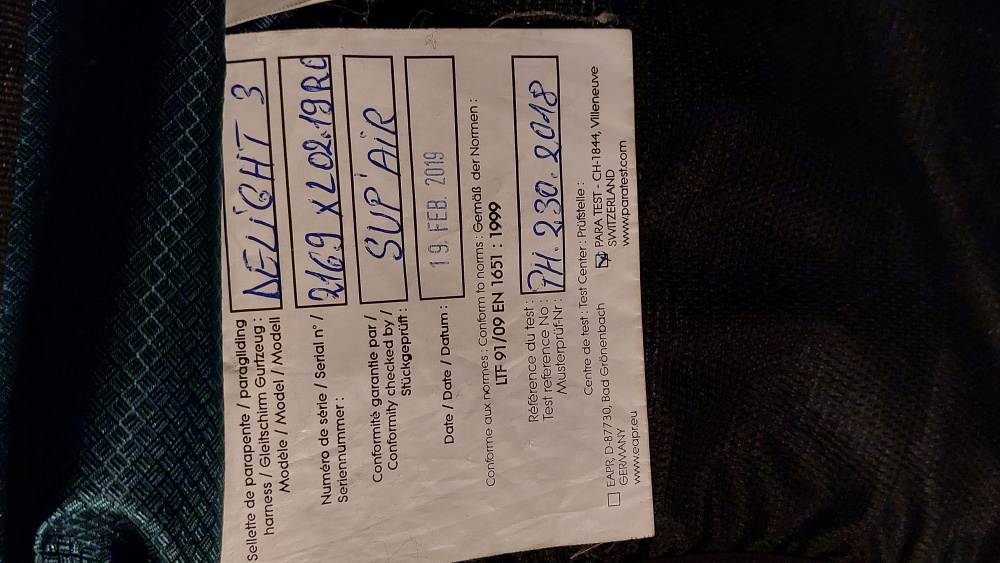 Sellette de parapente / paragliding
harness / Gleitschirm Gurtzeug :
Modèle / Model / Modell
DELIGHT 3
Numéro de série / Serial n° /
Seriennummer :
2169 XL 02.19RC
Conformité garantie par /
Conformity checked by /
Stückgeprüft :
SUP'AIR
Date / Date / Datum :
19. FEB. 2019
Conforme aux normes : Conform to norms : Gemäß der Normen :
LTF 91/09 EN 1651 : 1999
Référence du test :
Test reference No :
Musterprüf-Nr :
PH. 230. 2018
Centre de test : Test Center : Prüfstelle :
EAPR, D-87730, Bad Grönenbach
GERMANY
www.eapr.eu
PARA TEST - CH-1844, Villeneuve
SWITZERLAND
www.paratest.com